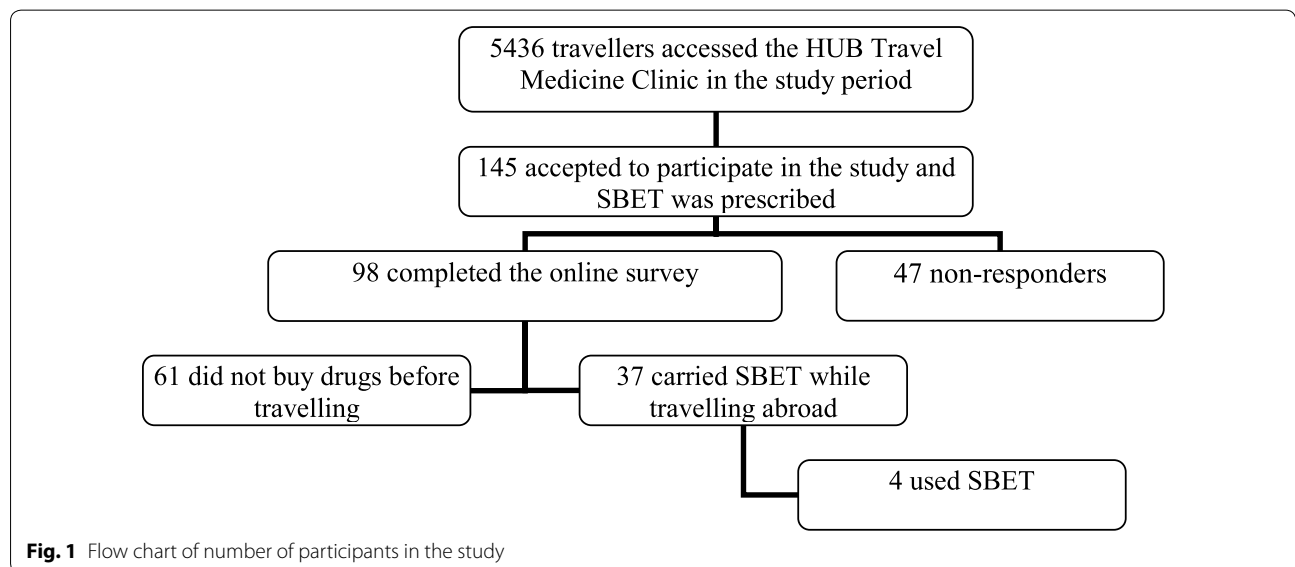 5436 travellers accessed the HUB Travel
Medicine Clinic in the study period
145 accepted to participate in the study and
SBET was prescribed
98 completed the online survey
47 non-responders
61 did not buy drugs before
travelling
37 carried SBET while
travelling abroad
4 used SBET
Fig. 1 Flow chart of number of participants in the study